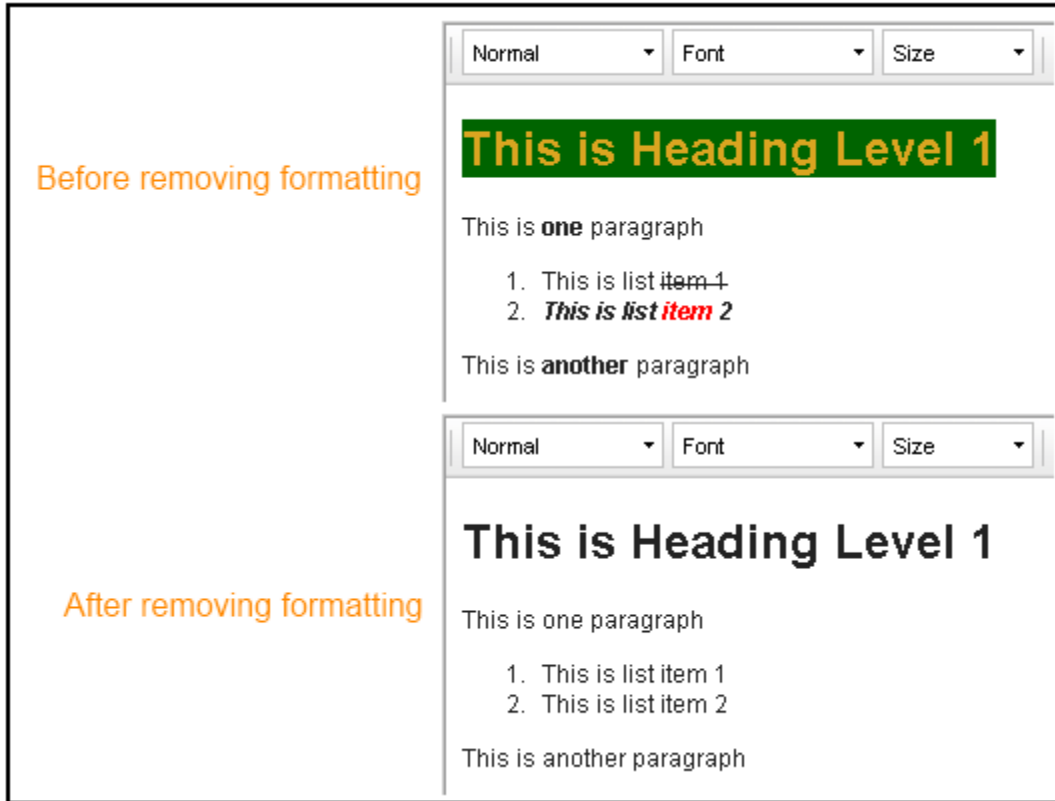 Normal Font Size
This is Heading Level 1
Before removing formatting
This is one paragraph
1. This is list item 1
2. This is list item 2
This is another paragraph
Normal Font Size
This is Heading Level 1
After removing formatting
This is one paragraph
1. This is list item 1
2. This is list item 2
This is another paragraph